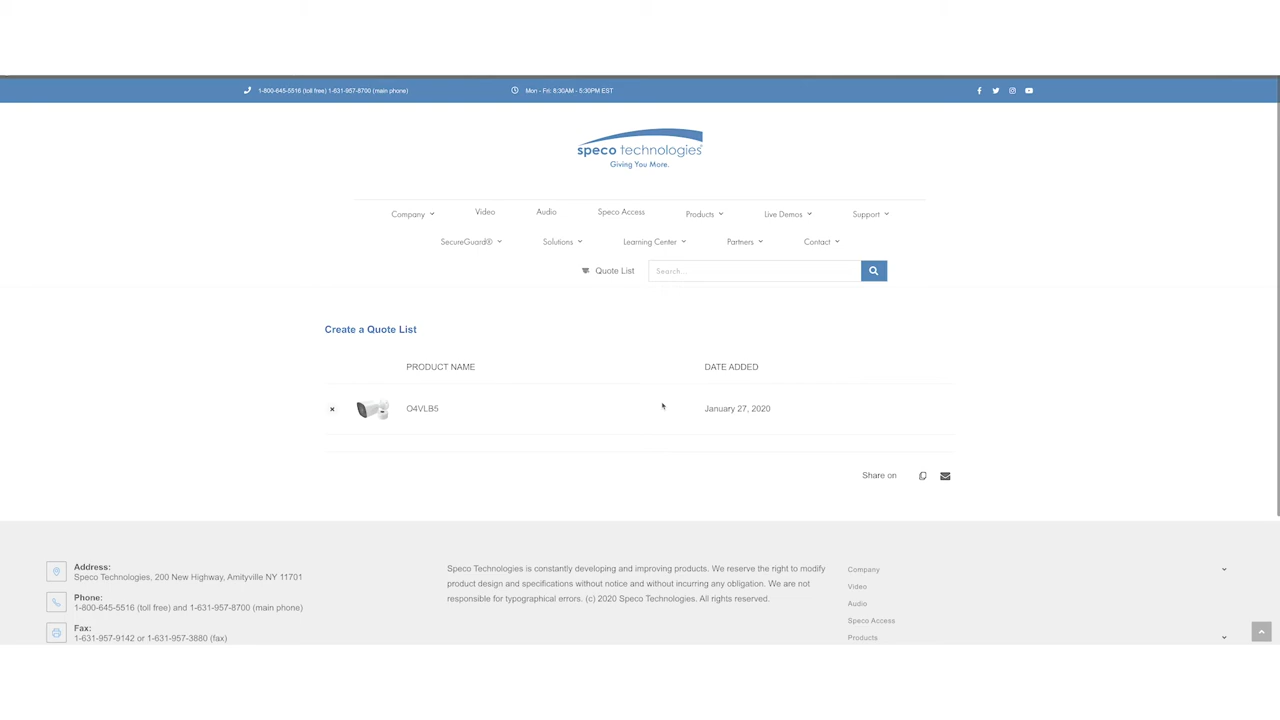 1-800-645-5516 (toll free) 1-631-957-8700 (main phone)
Mon - Fri: 8:30AM - 5:30PM EST
speco technologies
Giving You More.
Company Video Audio Speco Access Products Live Demos Support
SecureGuard® Solutions Learning Center Partners Contact
Quote List Search...
Create a Quote List
PRODUCT NAME DATE ADDED
× O4VLB5 January 27, 2020
Share on
Address:
Speco Technologies, 200 New Highway, Amityville NY 11701
Phone:
1-800-645-5516 (toll free) and 1-631-957-8700 (main phone)
Fax:
1-631-957-9142 or 1-631-957-3880 (fax)
Speco Technologies is constantly developing and improving products. We reserve the right to modify
product design and specifications without notice and without incurring any obligation. We are not
responsible for typographical errors. (c) 2020 Speco Technologies. All rights reserved.
Company
Video
Audio
Speco Access
Products